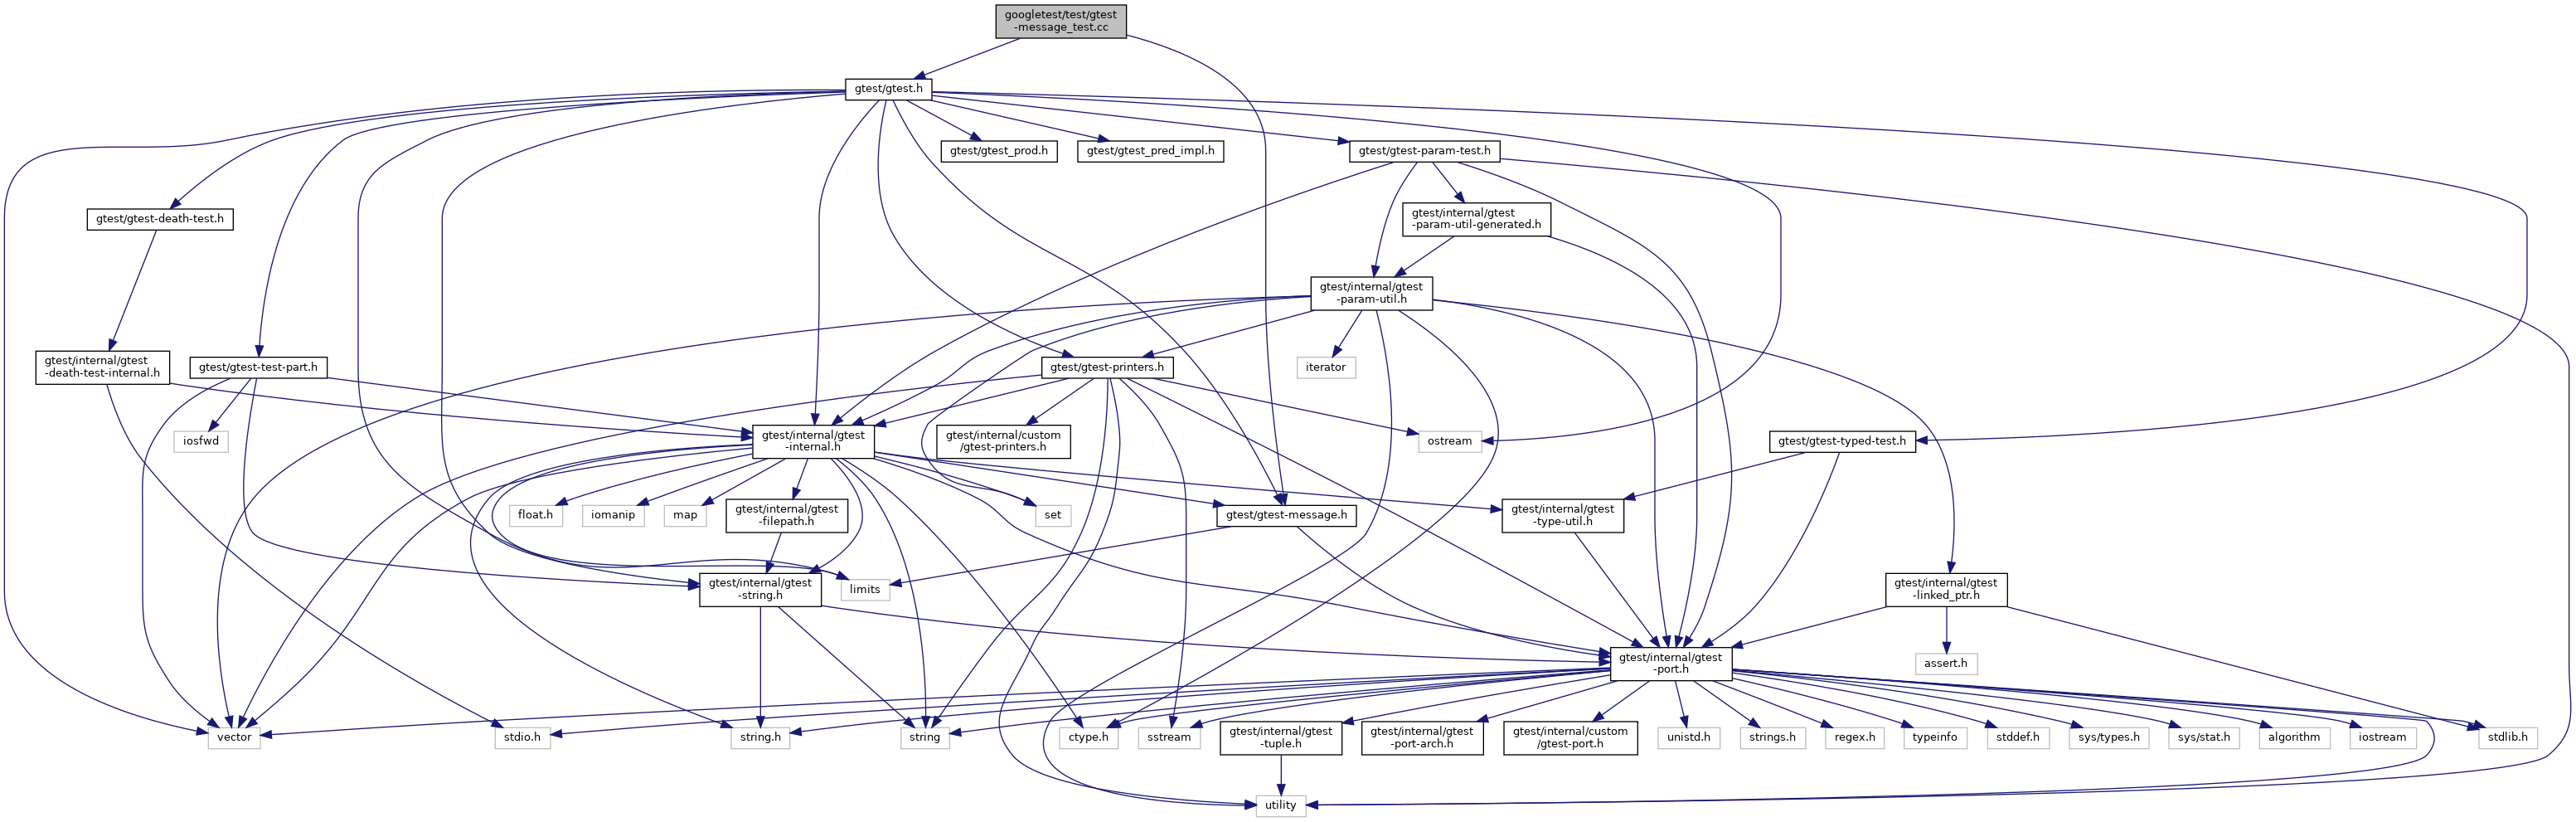 googletest/test/gtest
-message_test.cc
gtest/gtest.h
gtest/gtest_prod.h
gtest/gtest_pred_impl.h
gtest/gtest-param-test.h
gtest/gtest-death-test.h
gtest/internal/gtest
-param-util-generated.h
gtest/internal/gtest
-param-util.h
gtest/internal/gtest
-death-test-internal.h
gtest/gtest-test-part.h
gtest/gtest-printers.h
iterator
iosfwd
gtest/internal/gtest
-internal.h
gtest/internal/custom
/gtest-printers.h
ostream
gtest/gtest-typed-test.h
float.h
iomanip
map
gtest/internal/gtest
-filepath.h
set
gtest/gtest-message.h
gtest/internal/gtest
-type-util.h
gtest/internal/gtest
-string.h
limits
gtest/internal/gtest
-linked_ptr.h
gtest/internal/gtest
-port.h
assert.h
vector
stdio.h
string.h
string
ctype.h
sstream
gtest/internal/gtest
-tuple.h
gtest/internal/gtest
-port-arch.h
gtest/internal/custom
/gtest-port.h
unistd.h
strings.h
regex.h
typeinfo
stddef.h
sys/types.h
sys/stat.h
algorithm
iostream
stdlib.h
utility